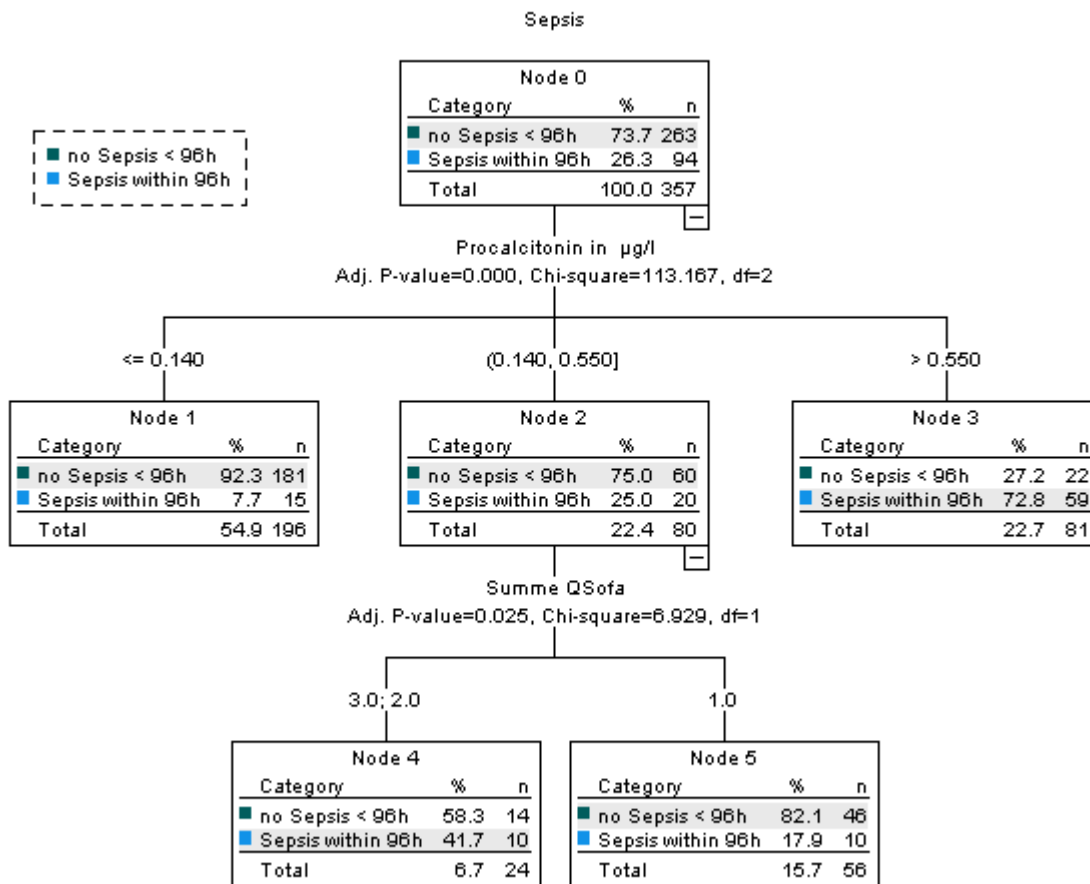 Sepsis
no Sepsis < 96h
Sepsis within 96h
Node 0
Category % n
no Sepsis < 96h 73.7 263
Sepsis within 96h 26.3 94
Total 100.0 357
Procalcitonin in µg/l
Adj. P-value=0.000, Chi-square=113.167, df=2
<= 0.140
(0.140, 0.550]
> 0.550
Node 1
Category % n
no Sepsis < 96h 92.3 181
Sepsis within 96h 7.7 15
Total 54.9 196
Node 2
Category % n
no Sepsis < 96h 75.0 60
Sepsis within 96h 25.0 20
Total 22.4 80
Node 3
Category % n
no Sepsis < 96h 27.2 22
Sepsis within 96h 72.8 59
Total 22.7 81
Summe QSofa
Adj. P-value=0.025, Chi-square=6.929, df=1
3.0; 2.0
1.0
Node 4
Category % n
no Sepsis < 96h 58.3 14
Sepsis within 96h 41.7 10
Total 6.7 24
Node 5
Category % n
no Sepsis < 96h 82.1 46
Sepsis within 96h 17.9 10
Total 15.7 56